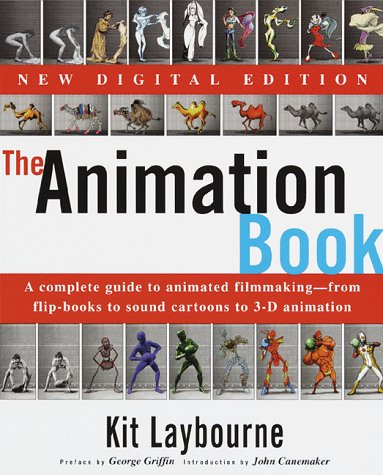 NEW DIGITAL EDITION
The Animation
Book
A complete guide to animated filmmaking—from
flip-books to sound cartoons to 3-D animation
Kit Laybourne
Preface by George Griffin Introduction by John Canemaker